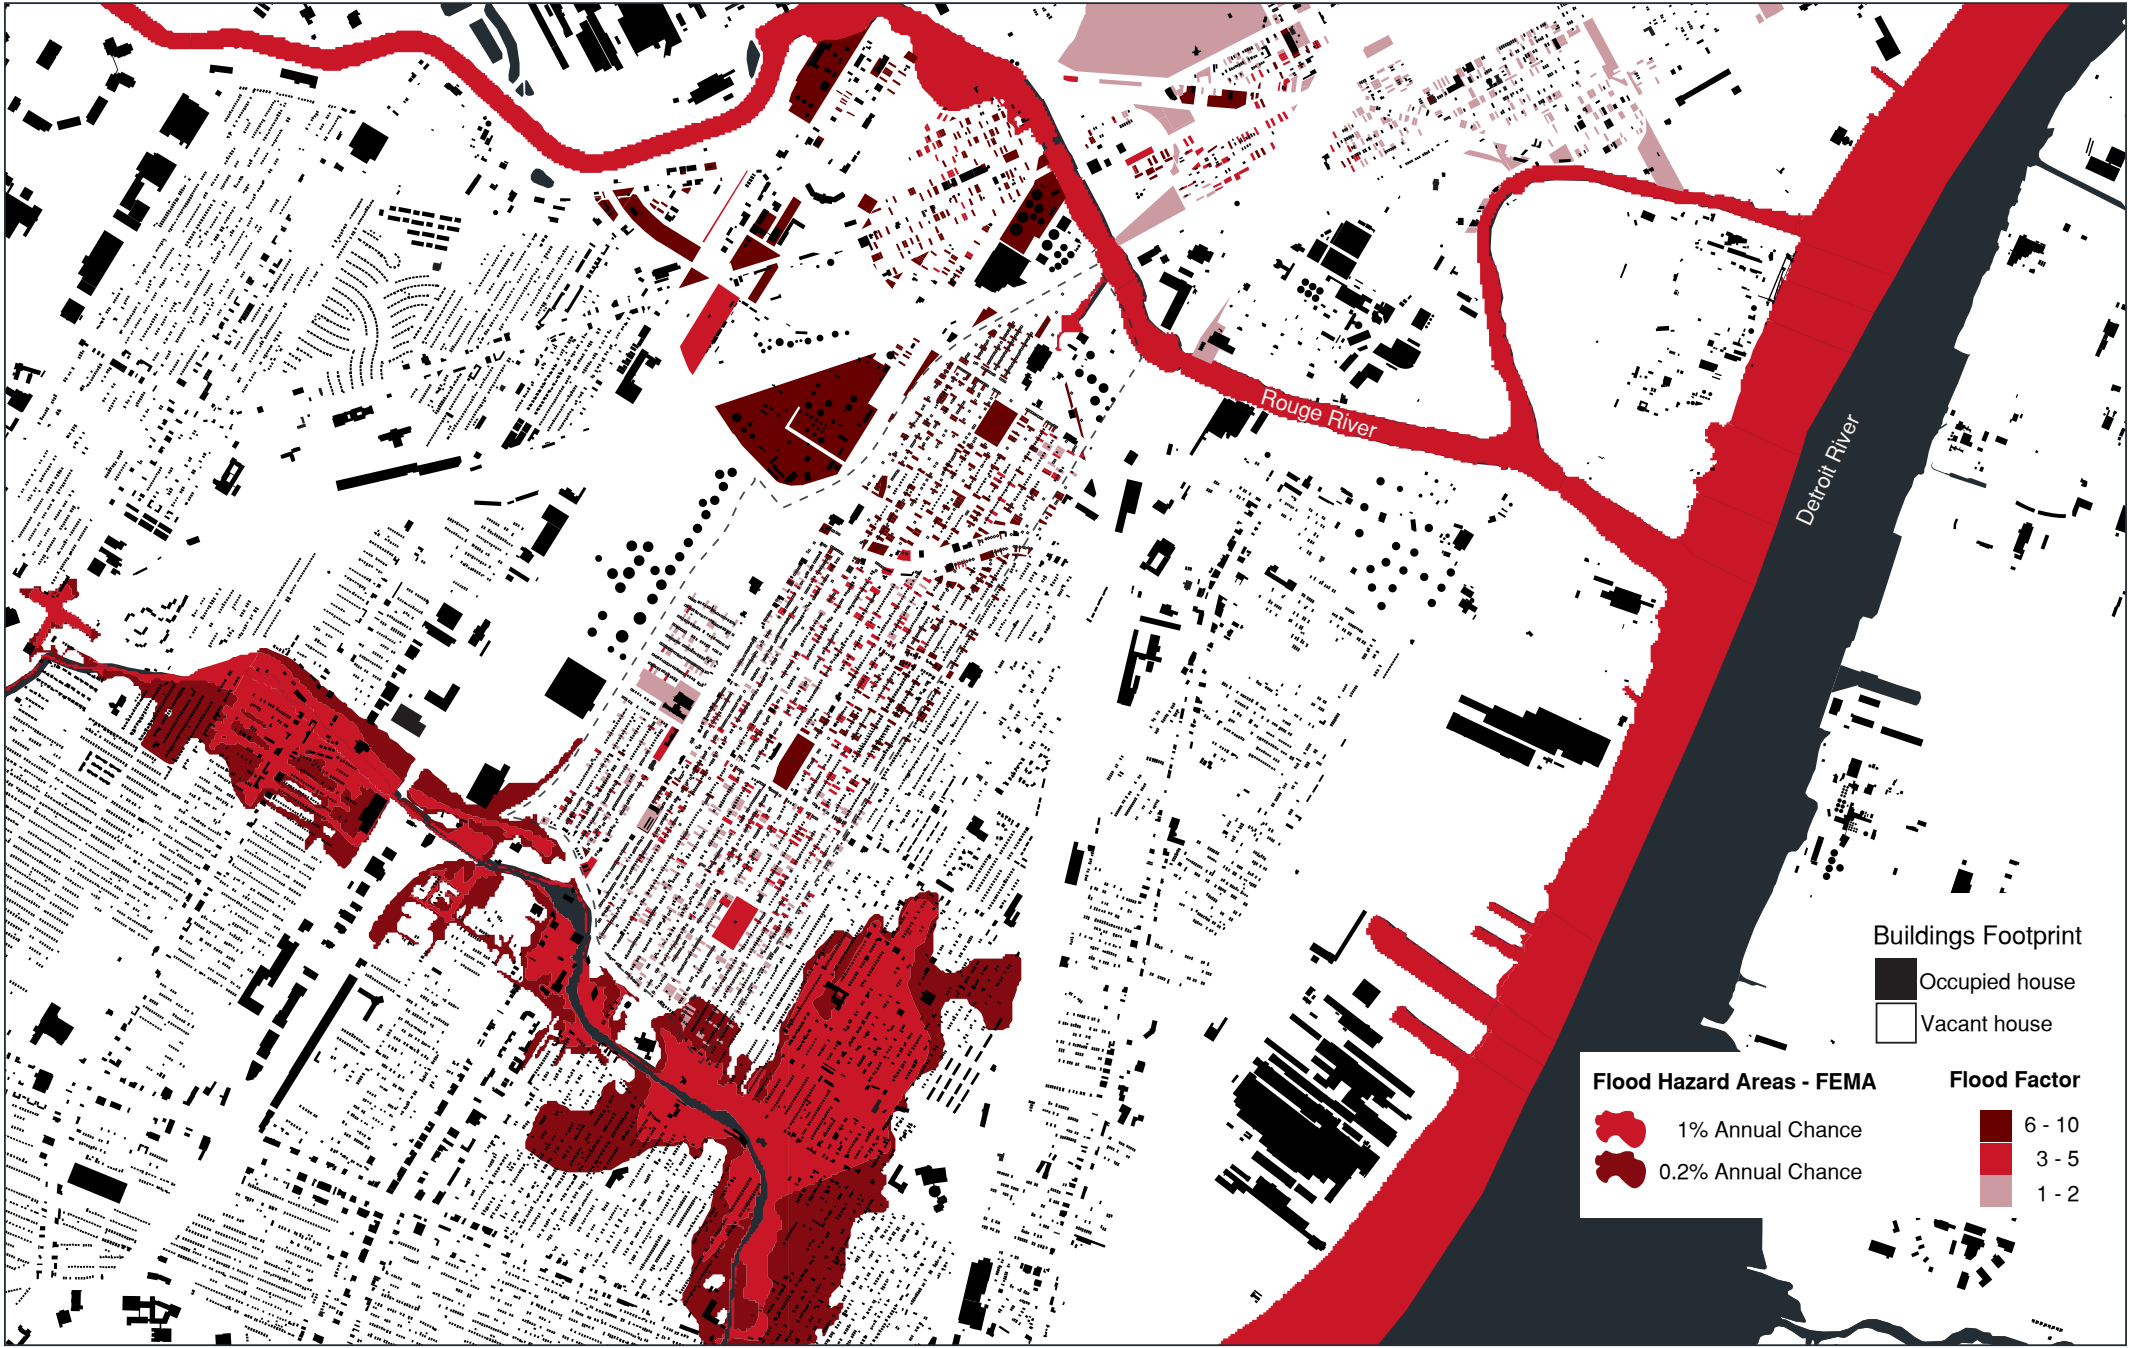 Rouge River
Detroit River
Buildings Footprint
Occupied house
Vacant house
Flood Hazard Areas - FEMA
1% Annual Chance
0.2% Annual Chance
Flood Factor
6 - 10
3 - 5
1 - 2